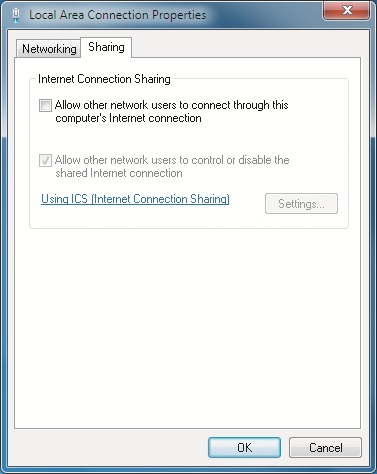 Local Area Connection Properties
Networking
Sharing
Internet Connection Sharing
Allow other network users to connect through this
computer's Internet connection
Allow other network users to control or disable the
shared Internet connection
Using ICS (Internet Connection Sharing)
Settings...
OK
Cancel